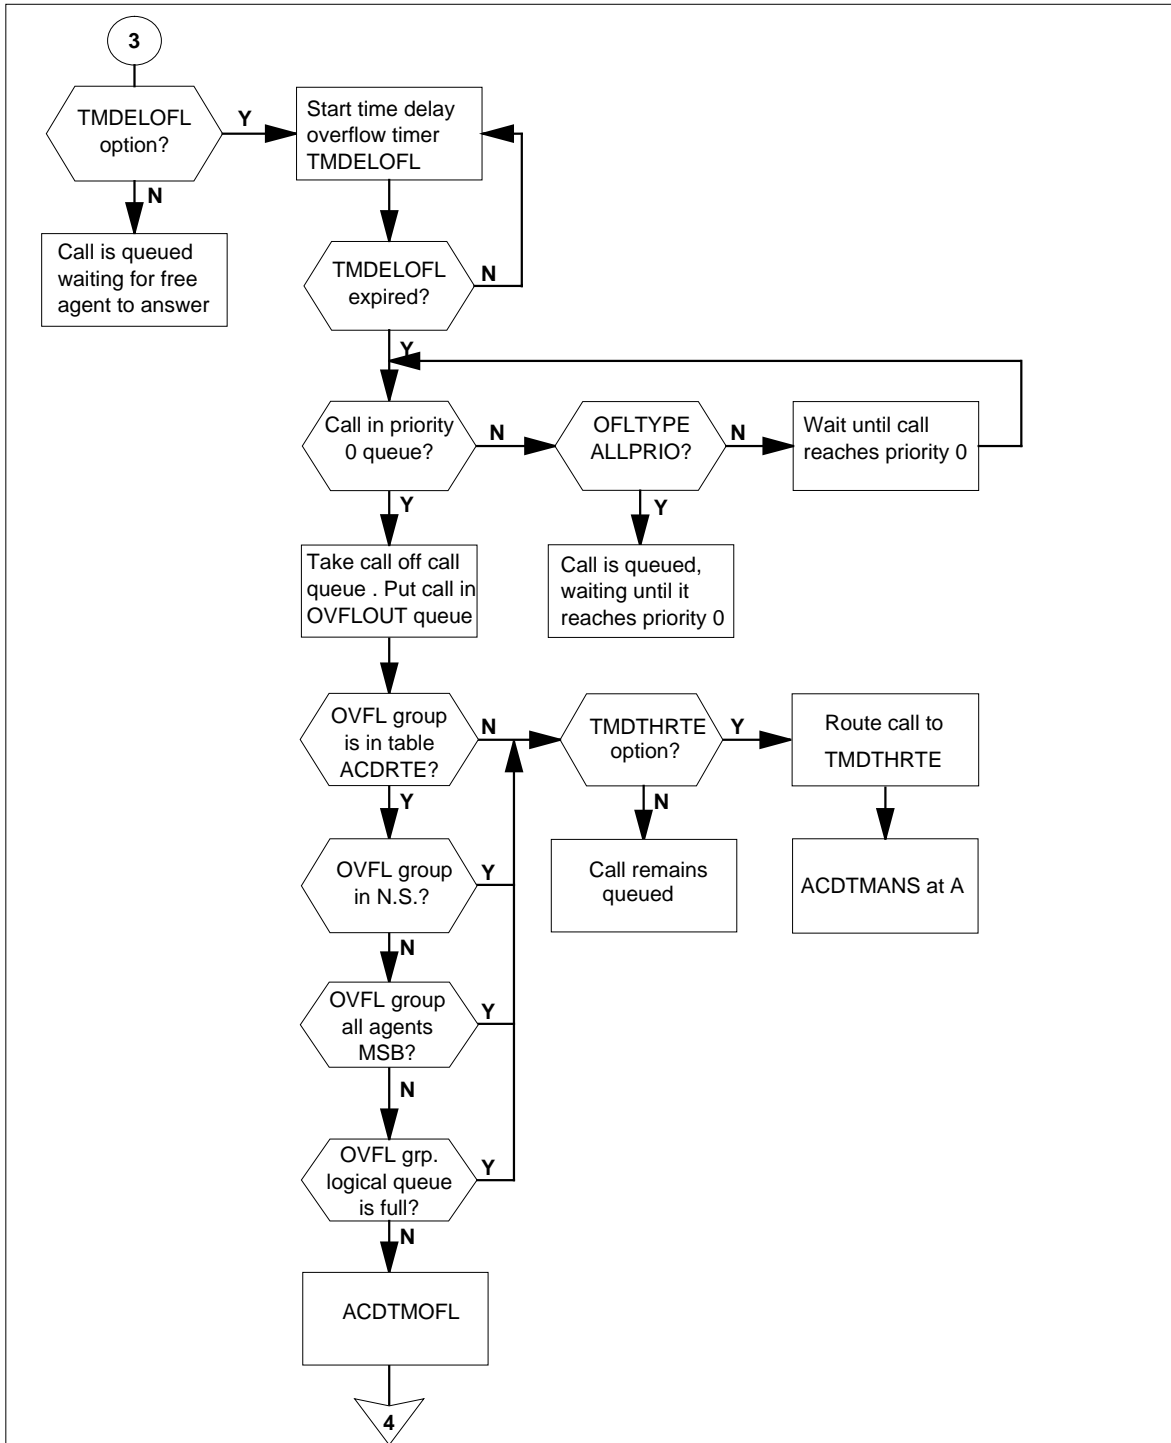 3
TMDELOFL
option?
Y
N
Start time delay
overflow timer
TMDELOFL
Call is queued
waiting for free
agent to answer
TMDELOFL
expired?
N
Y
Call in priority
0 queue?
N
OFLTYPE
ALLPRIO?
N
Wait until call
reaches priority 0
Y
Y
Take call off call
queue . Put call in
OVFLOUT queue
Call is queued,
waiting until it
reaches priority 0
OVFL group
is in table
ACDRTE?
N
TMDTHRTE
option?
Y
Route call to
TMDTHRTE
Y
N
OVFL group
in N.S.?
Y
Call remains
queued
ACDTMANS at A
N
OVFL group
all agents
MSB?
Y
N
OVFL grp.
logical queue
is full?
Y
N
ACDTMOFL
4